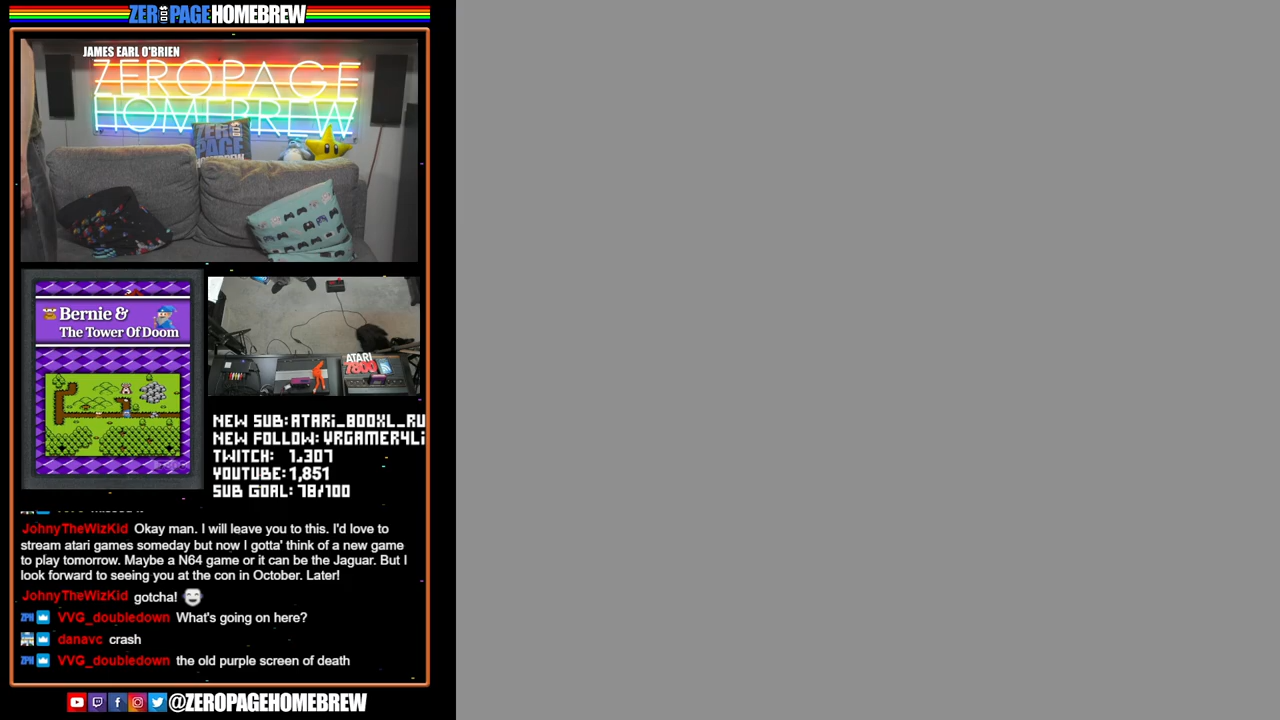 ZEROPAGE HOMEBREW
JAMES EARL O'BRIEN
ZEROPAGE
HOMEBREW
Bernie &
The Tower Of Doom
ATARI
7800
NEW SUB: ATARI_800XL_RU
NEW FOLLOW: VRGAMER4LI
TWITCH: 1,307
YOUTUBE: 1,851
SUB GOAL: 78/100
JohnyTheWizKid Okay man. I will leave you to this. I'd love to
stream atari games someday but now I gotta' think of a new game
to play tomorrow. Maybe a N64 game or it can be the Jaguar. But I
look forward to seeing you at the con in October. Later!
JohnyTheWizKid gotcha!
ZPH VVG_doubledown What's going on here?
danavc crash
ZPH VVG_doubledown the old purple screen of death
@ZEROPAGEHOMEBREW